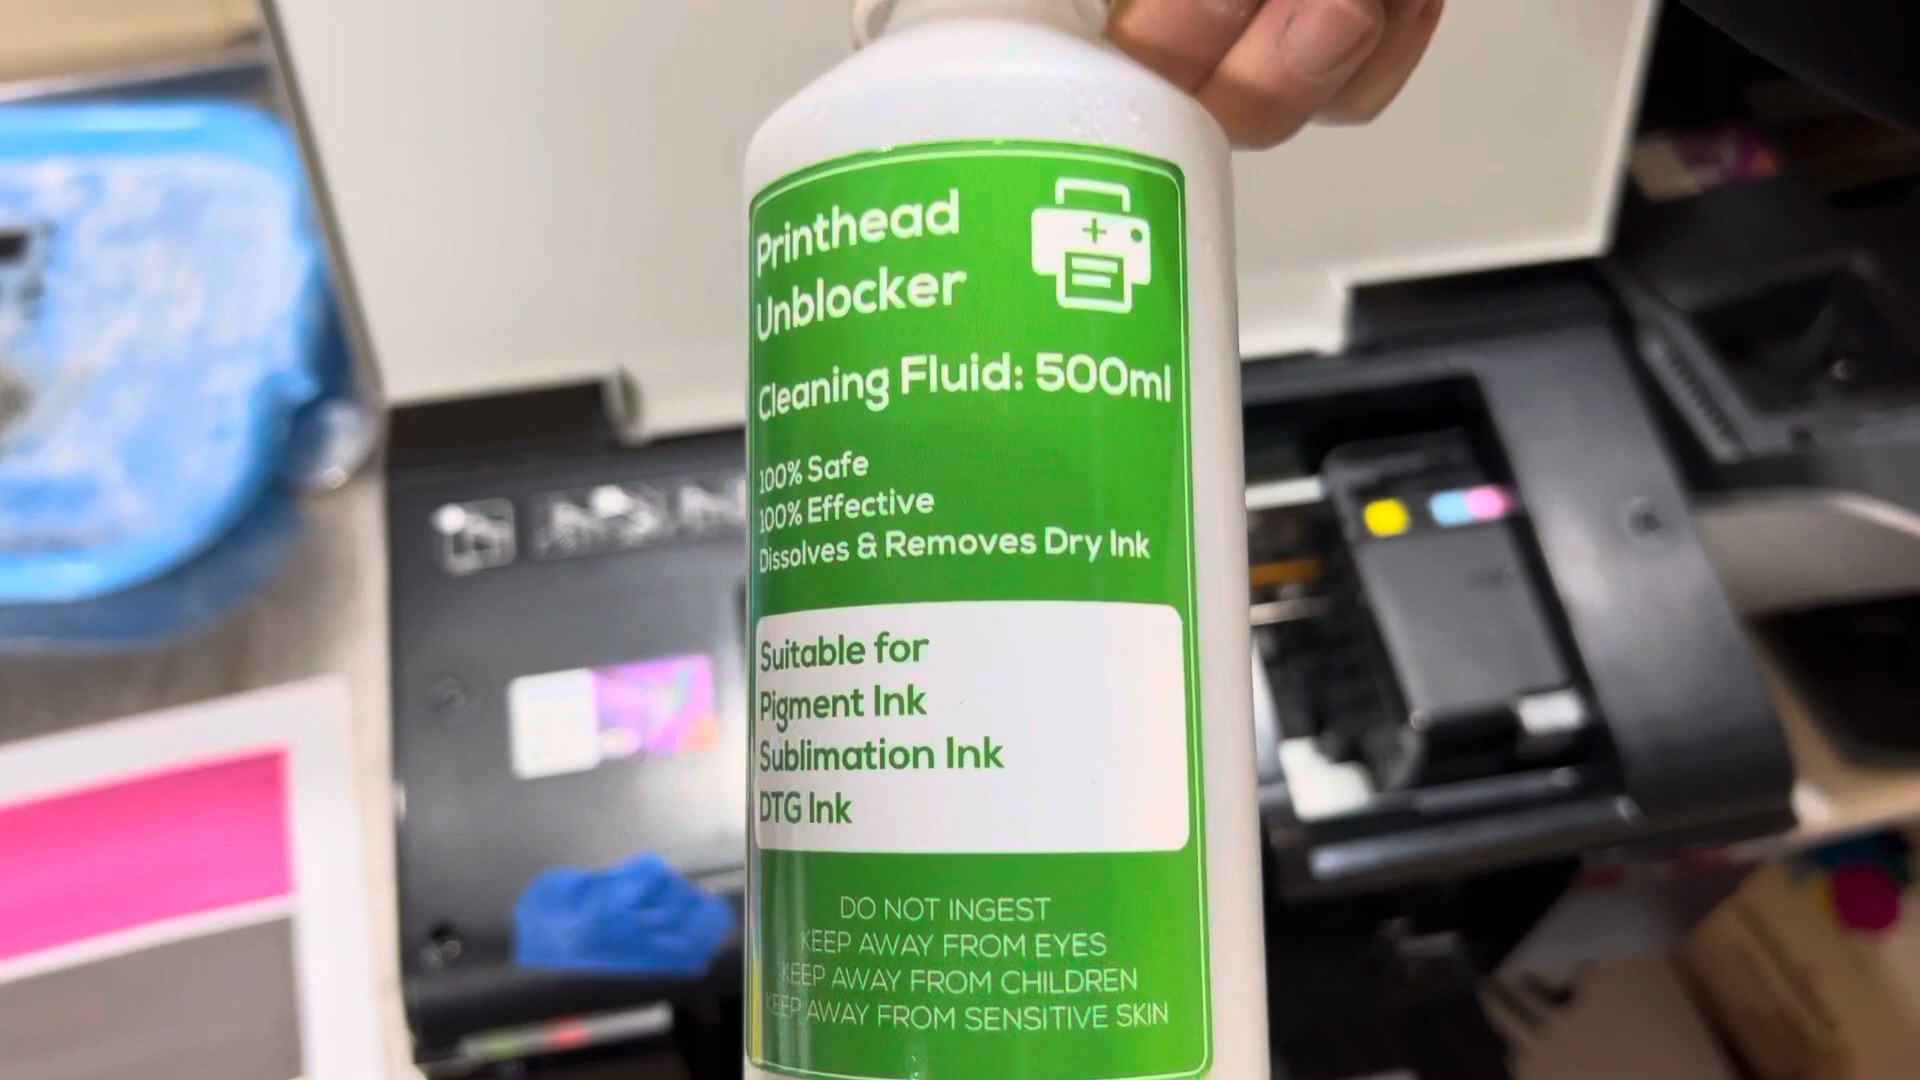 Printhead
Unblocker
Cleaning Fluid: 500ml
100% Safe
100% Effective
Dissolves & Removes Dry Ink
Suitable for
Pigment Ink
Sublimation Ink
DTG Ink
DO NOT INGEST
KEEP AWAY FROM EYES
KEEP AWAY FROM CHILDREN
KEEP AWAY FROM SENSITIVE SKIN